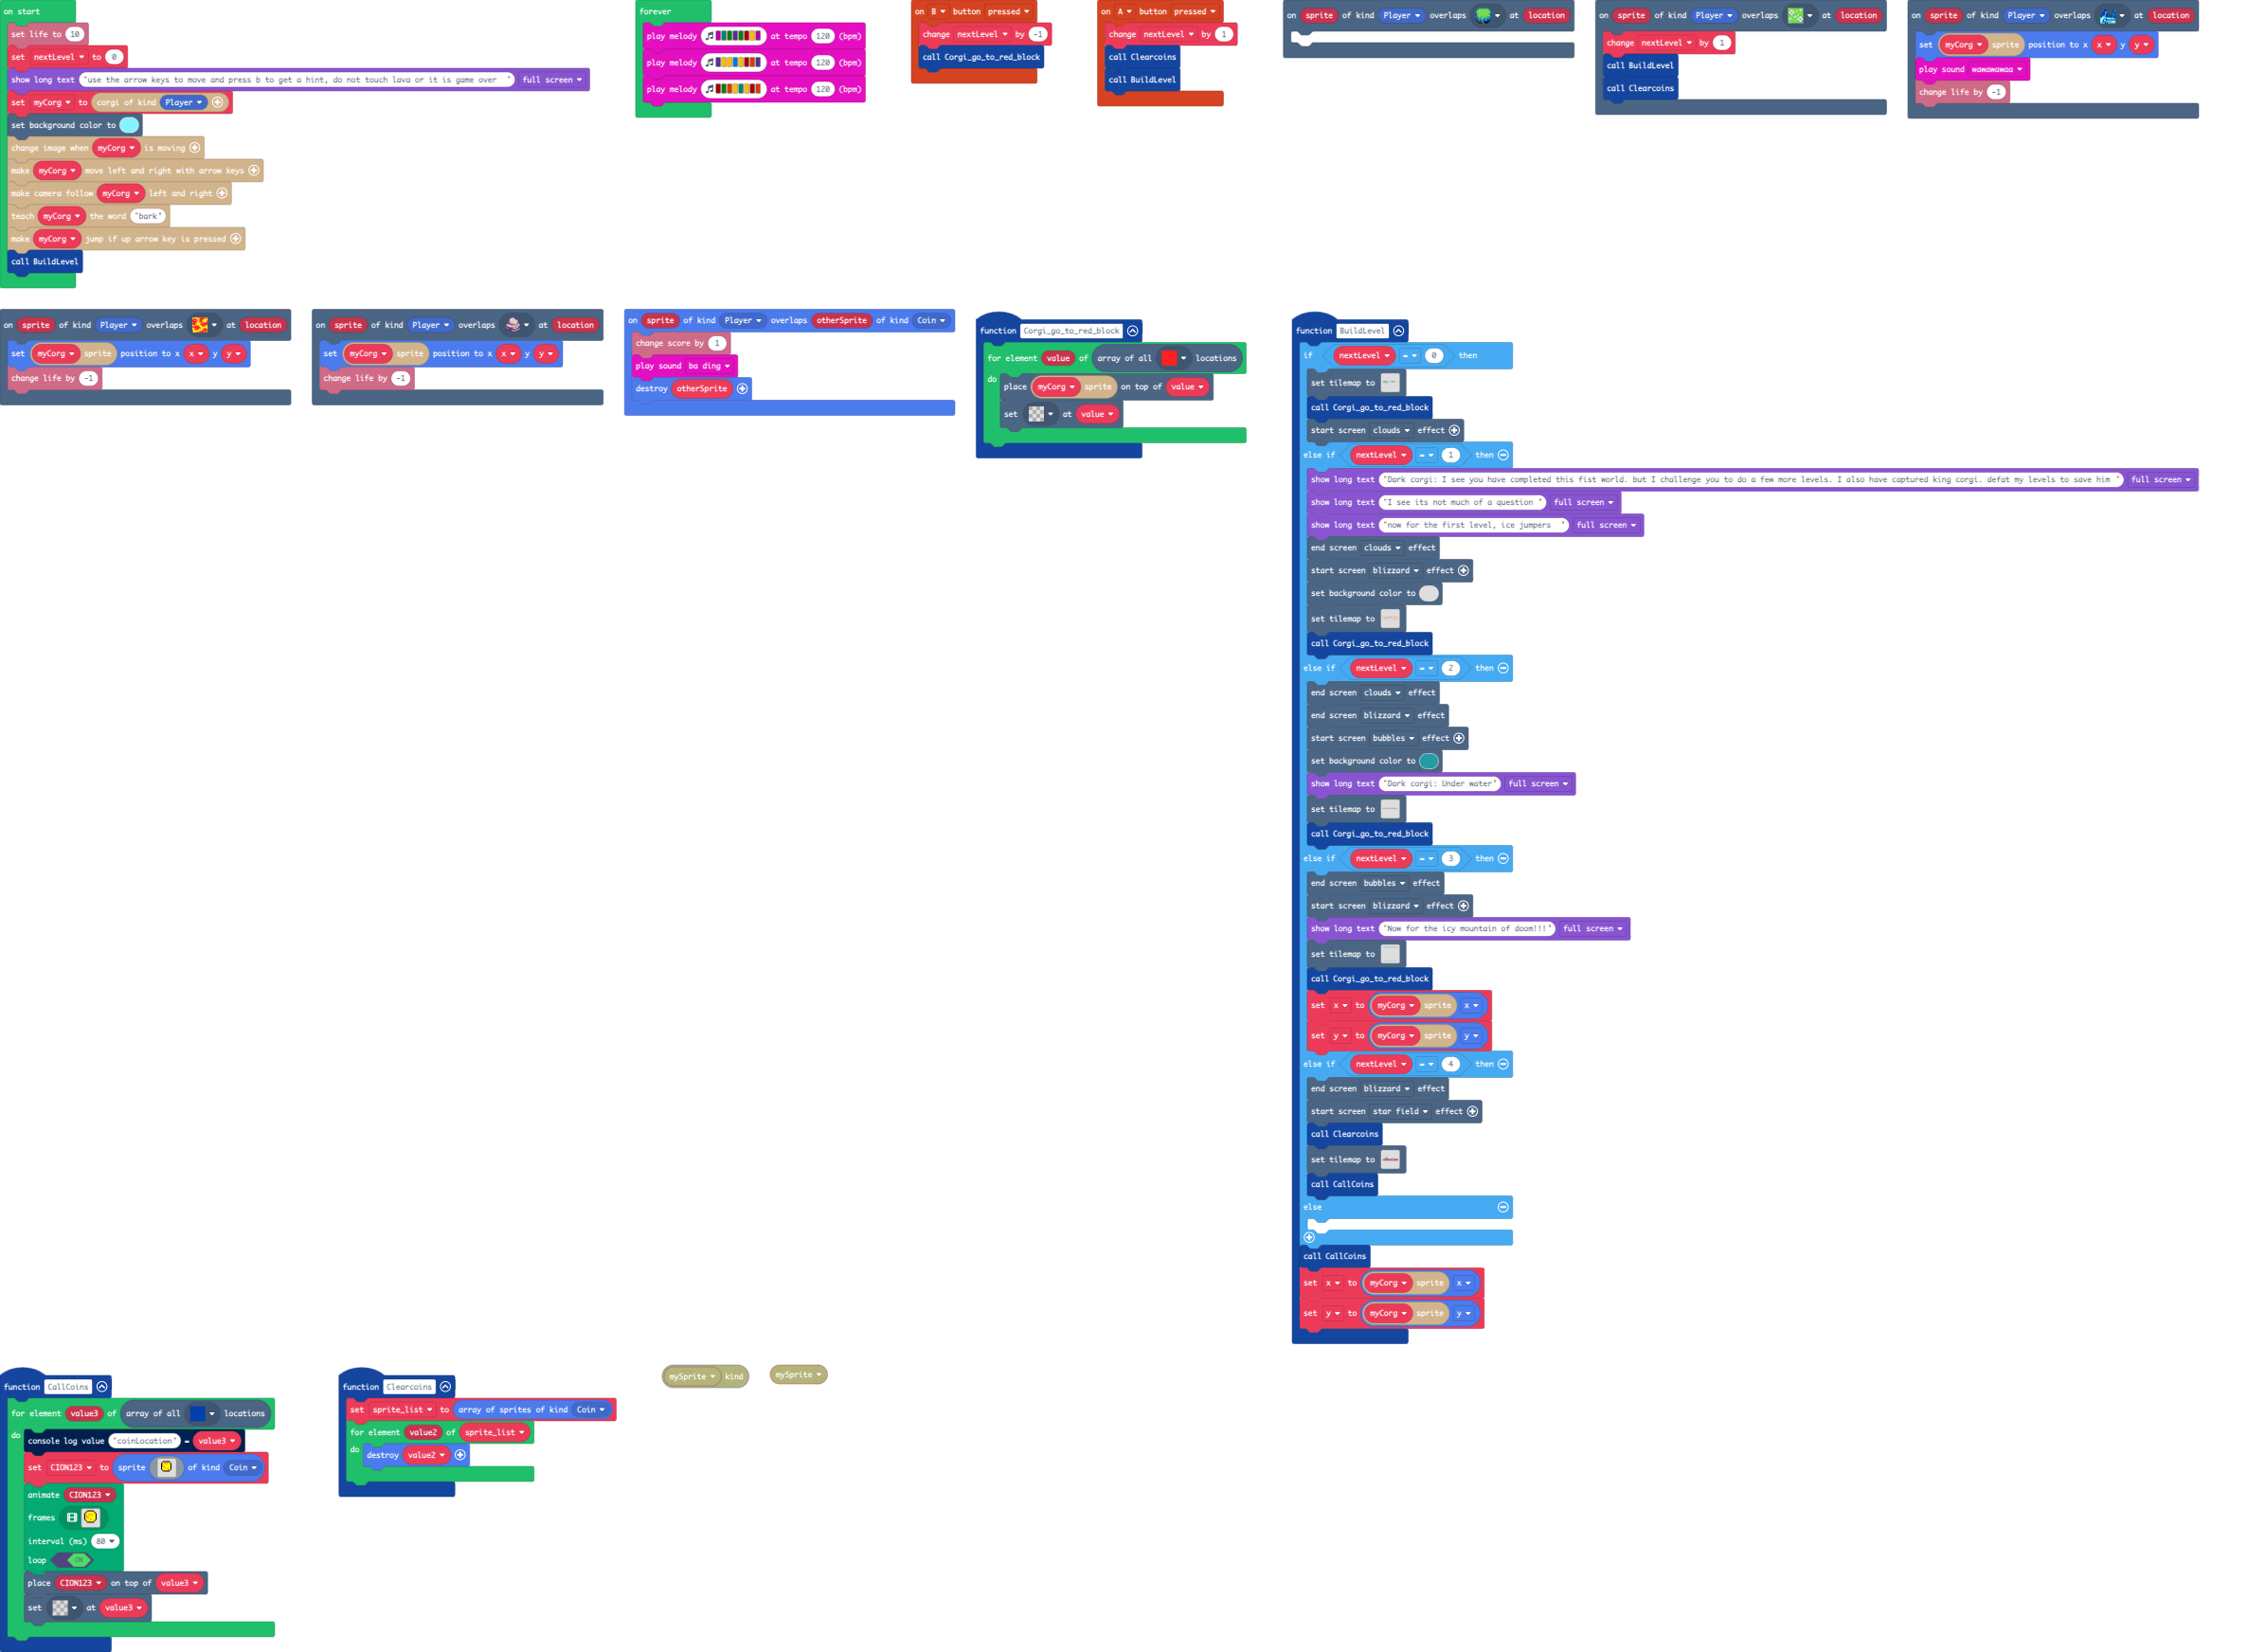 on start
set life to 10
set nextLevel to 0
show long text "use the arrow keys to move and press b to get a hint, do not touch lava or it is game over " full screen
set myCorg to corgi of kind Player
set background color to
change image when myCorg is moving
make myCorg move left and right with arrow keys
make camera follow myCorg left and right
teach myCorg the word "bark"
make myCorg jump if up arrow key is pressed
call BuildLevel
forever
play melody at tempo 120 (bpm)
play melody at tempo 120 (bpm)
play melody at tempo 120 (bpm)
on B button pressed
change nextLevel by -1
call Corgi_go_to_red_block
on A button pressed
change nextLevel by 1
call Clearcoins
call BuildLevel
on sprite of kind Player overlaps at location
on sprite of kind Player overlaps at location
change nextLevel by 1
call BuildLevel
call Clearcoins
on sprite of kind Player overlaps at location
set myCorg sprite position to x x y y
play sound wawawawaa
change life by -1
on sprite of kind Player overlaps at location
set myCorg sprite position to x x y y
change life by -1
on sprite of kind Player overlaps at location
set myCorg sprite position to x x y y
change life by -1
on sprite of kind Player overlaps otherSprite of kind Coin
change score by 1
play sound ba ding
destroy otherSprite
function Corgi_go_to_red_block
for element value of array of all locations
do place myCorg sprite on top of value
set at value
function BuildLevel
if nextLevel = 0 then
set tilemap to
call Corgi_go_to_red_block
start screen clouds effect
else if nextLevel = 1 then
show long text "Dark corgi: I see you have completed this fist world. but I challenge you to do a few more levels. I also have captured king corgi. defat my levels to save him " full screen
show long text "I see its not much of a question " full screen
show long text "now for the first level, ice jumpers " full screen
end screen clouds effect
start screen blizzard effect
set background color to
set tilemap to
call Corgi_go_to_red_block
else if nextLevel = 2 then
end screen clouds effect
end screen blizzard effect
start screen bubbles effect
set background color to
show long text "Dark corgi: Under water" full screen
set tilemap to
call Corgi_go_to_red_block
else if nextLevel = 3 then
end screen bubbles effect
start screen blizzard effect
show long text "Now for the icy mountain of doom!!!" full screen
set tilemap to
call Corgi_go_to_red_block
set x to myCorg sprite x
set y to myCorg sprite y
else if nextLevel = 4 then
end screen blizzard effect
start screen star field effect
call Clearcoins
set tilemap to
call CallCoins
else
call CallCoins
set x to myCorg sprite x
set y to myCorg sprite y
function CallCoins
for element value3 of array of all locations
do console log value "coinLocation" = value3
set CION123 to sprite of kind Coin
animate CION123
frames
interval (ms) 80
loop ON
place CION123 on top of value3
set at value3
function Clearcoins
set sprite_list to array of sprites of kind Coin
for element value2 of sprite_list
do destroy value2
mySprite kind
mySprite